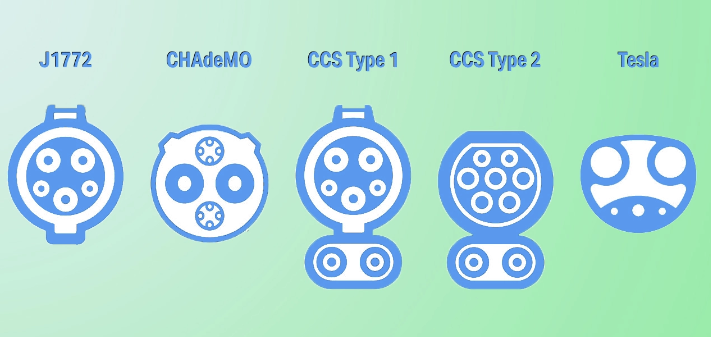 J1772
CHAdeMO
CCS Type 1
CCS Type 2
Tesla